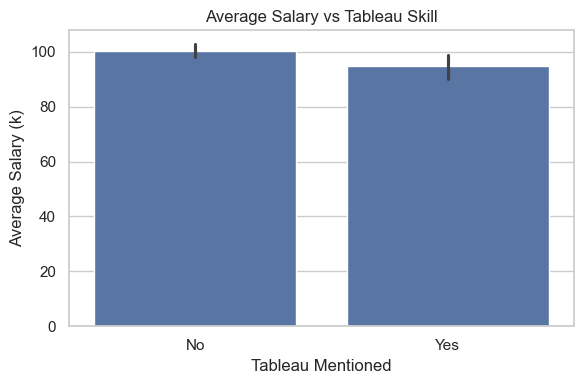 Average Salary vs Tableau Skill
100
80
60
40
20
0
Average Salary (k)
No
Yes
Tableau Mentioned